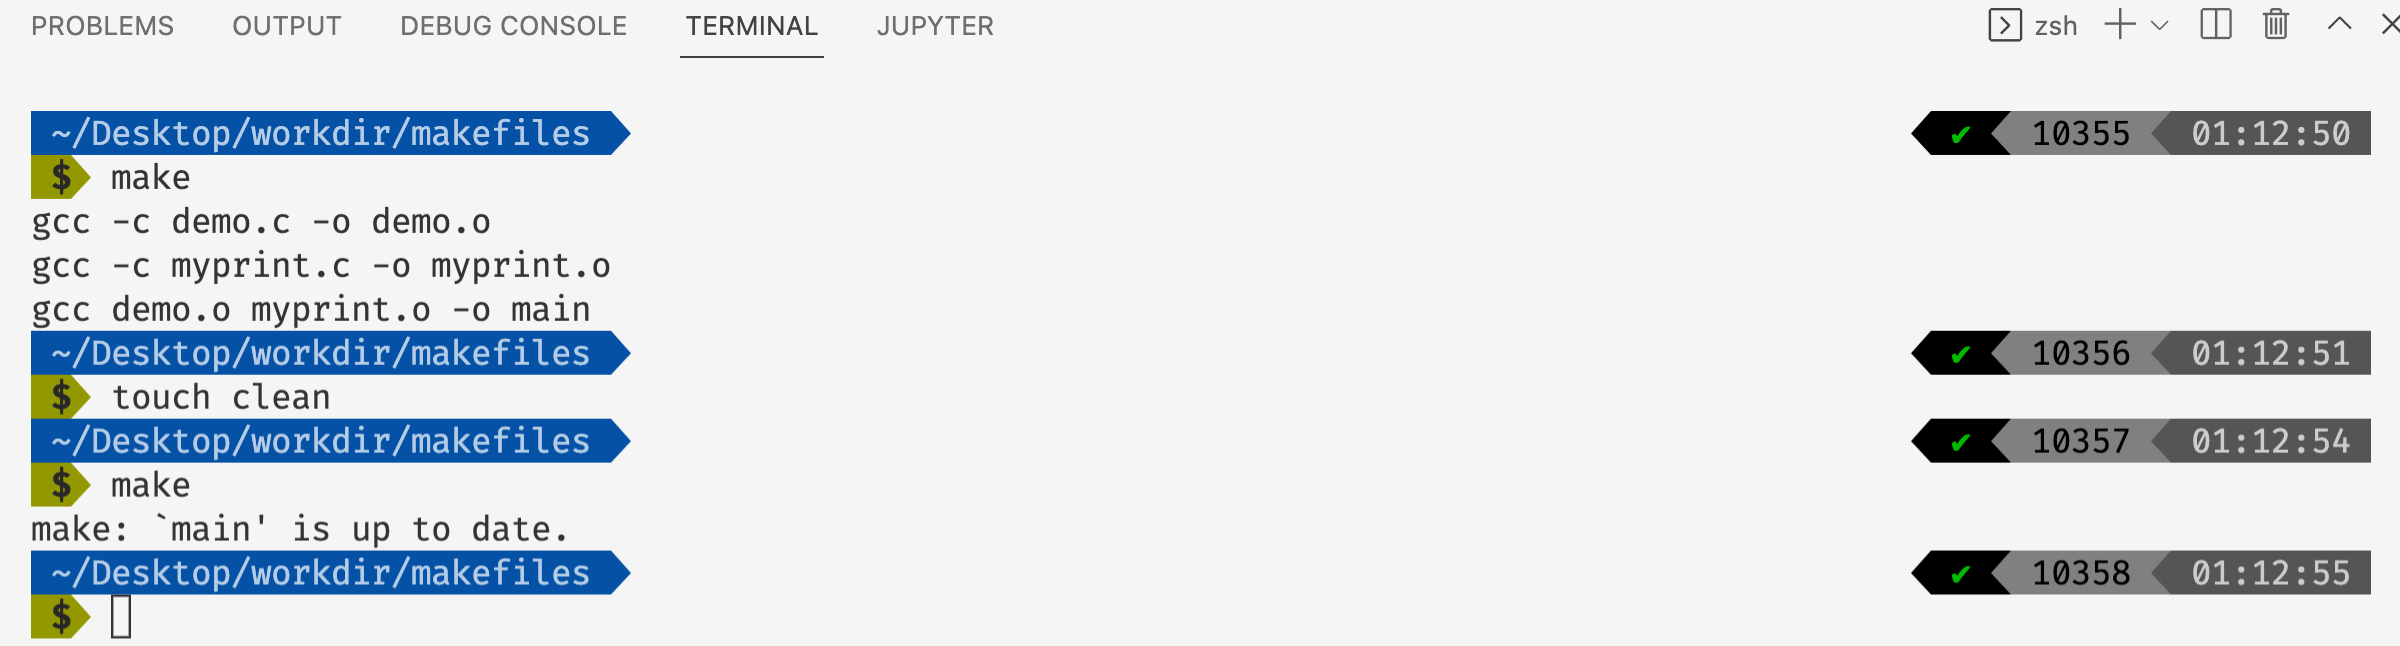 PROBLEMS OUTPUT DEBUG CONSOLE TERMINAL JUPYTER zsh
~/Desktop/workdir/makefiles ✔ 10355 01:12:50
$ make
gcc -c demo.c -o demo.o
gcc -c myprint.c -o myprint.o
gcc demo.o myprint.o -o main
~/Desktop/workdir/makefiles ✔ 10356 01:12:51
$ touch clean
~/Desktop/workdir/makefiles ✔ 10357 01:12:54
$ make
make: `main' is up to date.
~/Desktop/workdir/makefiles ✔ 10358 01:12:55
$